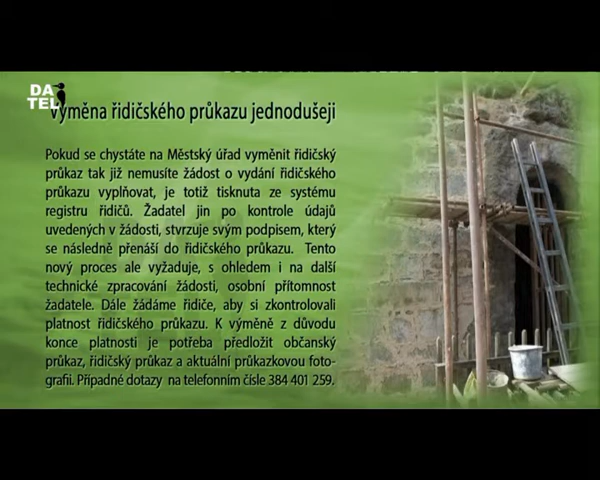 DA
TEL
Výměna řidičského průkazu jednodušeji
Pokud se chystáte na Městský úřad vyměnit řidičský
průkaz tak již nemusíte žádost o vydání řidičského
průkazu vyplňovat, je totiž tisknuta ze systému
registru řidičů. Žadatel jin po kontrole údajů
uvedených v žádosti, stvrzuje svým podpisem, který
se následně přenáší do řidičského průkazu. Tento
nový proces ale vyžaduje, s ohledem i na další
technické zpracování žádosti, osobní přítomnost
žadatele. Dále žádáme řidiče, aby si zkontrolovali
platnost řidičského průkazu. K výměně z důvodu
konce platnosti je potřeba předložit občanský
průkaz, řidičský průkaz a aktuální průkazkovou foto-
grafii. Případné dotazy na telefonním čísle 384 401 259.